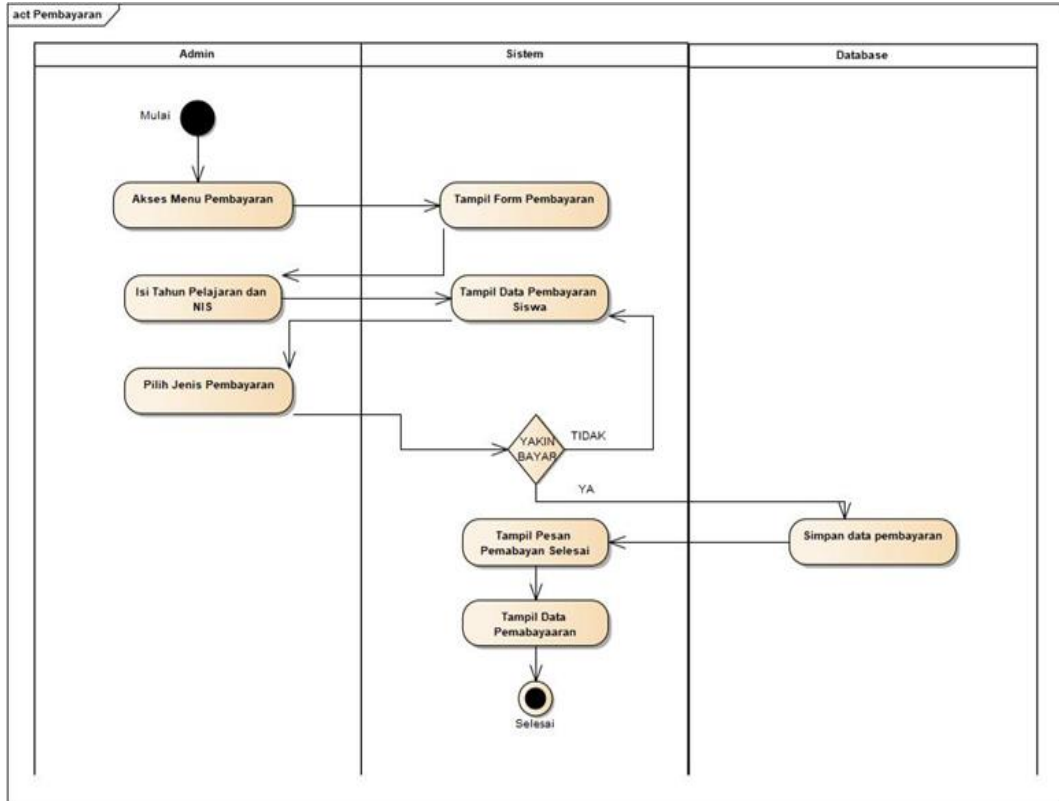 act Pembayaran
Admin
Sistem
Database
Mulai
Akses Menu Pembayaran
Tampil Form Pembayaran
Isi Tahun Pelajaran dan
NIS
Tampil Data Pembayaran
Siswa
Pilih Jenis Pembayaran
YAKIN
BAYAR
TIDAK
YA
Tampil Pesan
Pemabayan Selesai
Simpan data pembayaran
Tampil Data
Pemabayaaran
Selesai